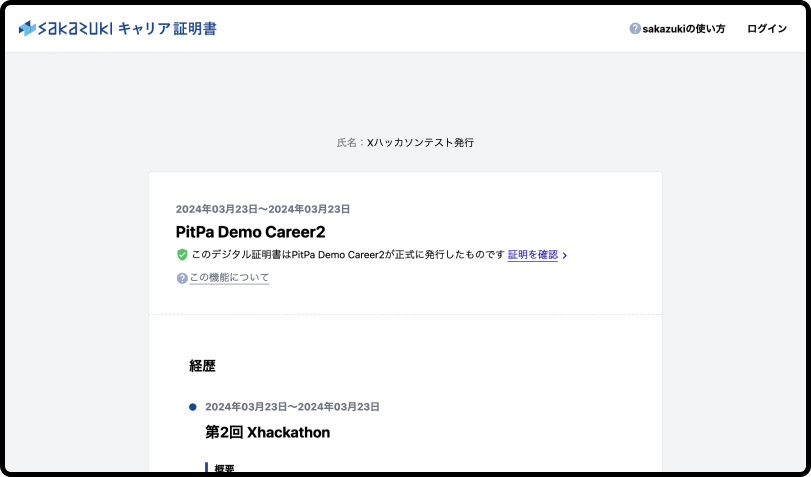 sakazuki キャリア証明書
?sakazukiの使い方 ログイン
氏名：Xハッカソンテスト発行
2024年03月23日〜2024年03月23日
PitPa Demo Career2
このデジタル証明書はPitPa Demo Career2が正式に発行したものです 証明を確認 ›
?この機能について
経歴
2024年03月23日〜2024年03月23日
第2回 Xhackathon
概要